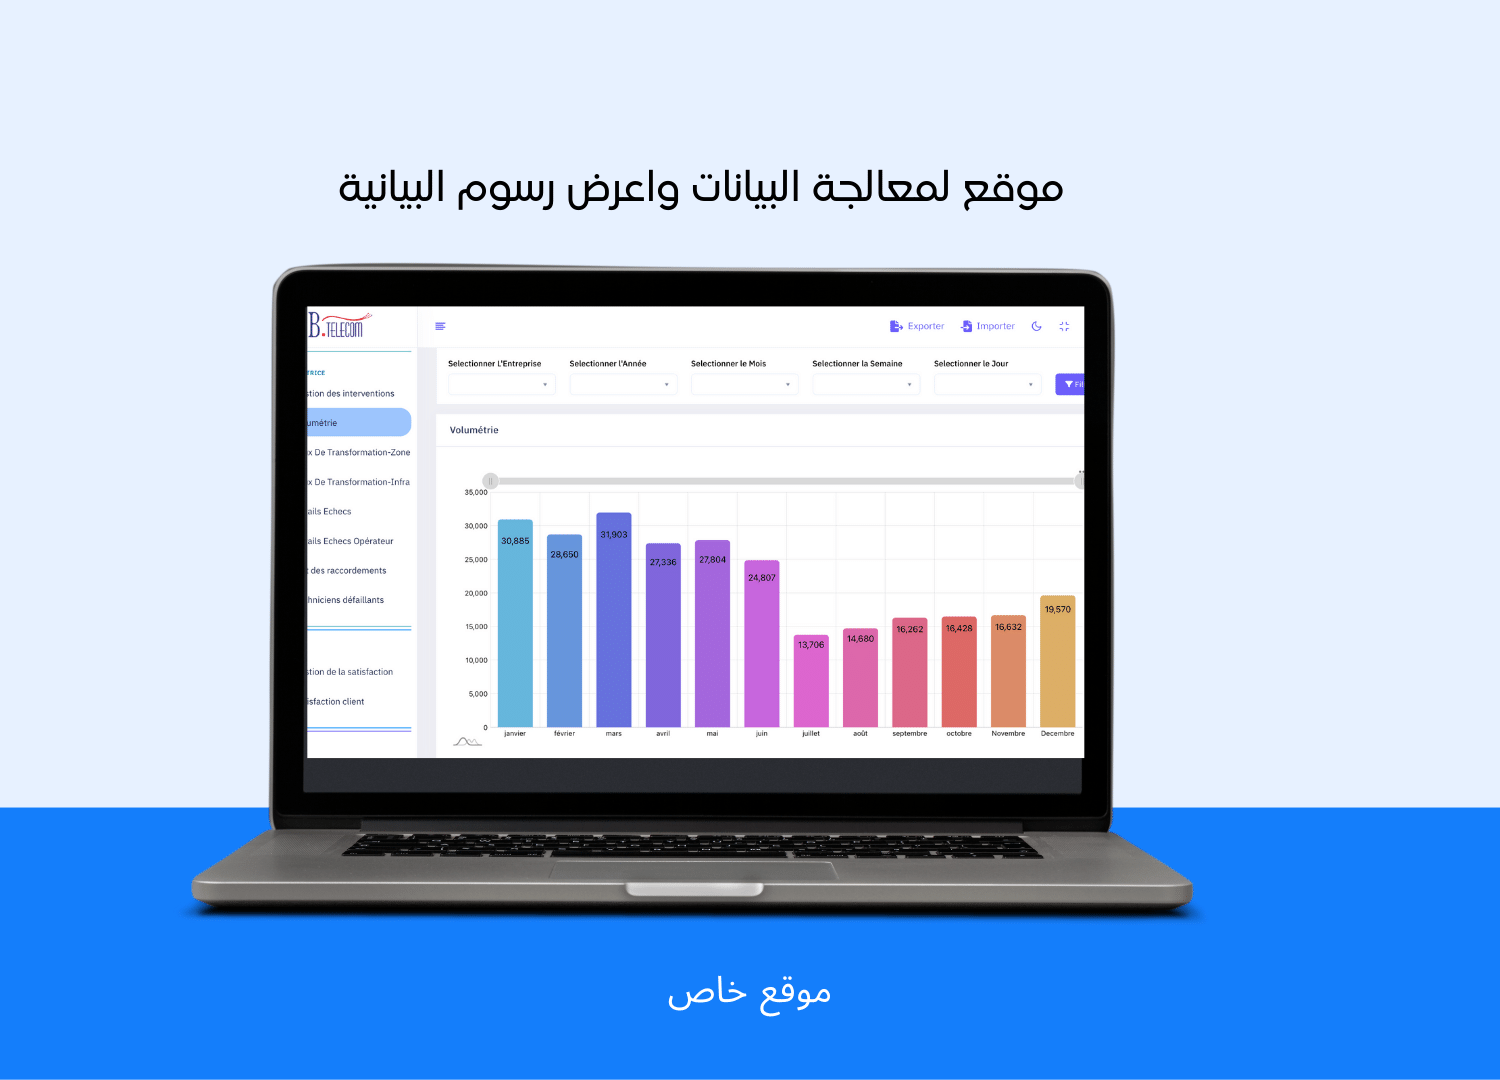 موقع لمعالجة البيانات واعرض رسوم البيانية
B.TELECOM
Exporter Importer
Selectionner L'Entreprise Selectionner l'Année Selectionner le Mois Selectionner la Semaine Selectionner le Jour
Fil
TRICE
stion des interventions
umétrie
x De Transformation-Zone
x De Transformation-Infra
ails Echecs
ails Echecs Opérateur
des raccordements
hniciens défaillants
stion de la satisfaction
isfaction client
Volumétrie
35,000
30,000
25,000
20,000
15,000
10,000
5,000
0
30,885 28,650 31,903 27,336 27,804 24,807 13,706 14,680 16,262 16,428 16,632 19,570
janvier février mars avril mai juin juillet août septembre octobre Novembre Decembre
موقع خاص